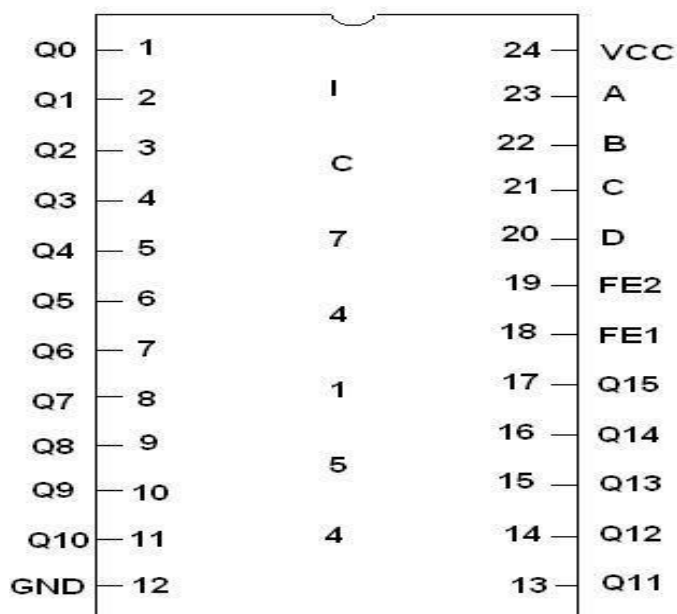 Q0 1 24 VCC
Q1 2 I 23 A
Q2 3 C 22 B
Q3 4 21 C
Q4 5 7 20 D
Q5 6 4 19 FE2
Q6 7 18 FE1
Q7 8 1 17 Q15
Q8 9 5 16 Q14
Q9 10 15 Q13
Q10 11 4 14 Q12
GND 12 13 Q11